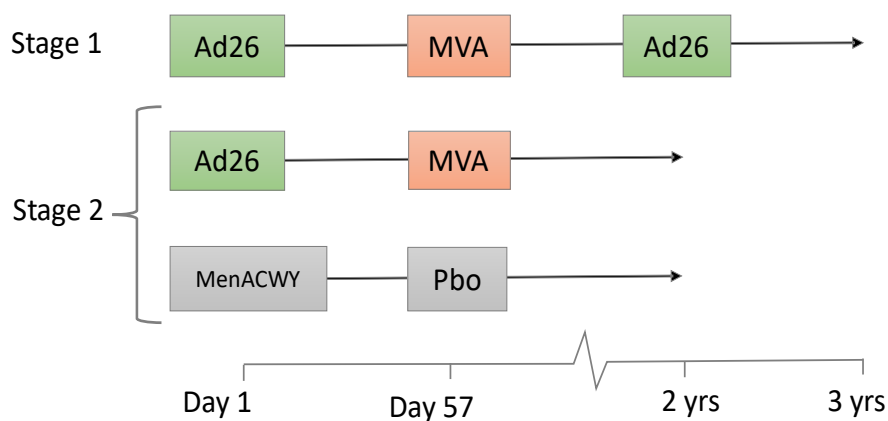 Stage 1
Ad26
MVA
Ad26
Stage 2
Ad26
MVA
MenACWY
Pbo
Day 1
Day 57
2 yrs
3 yrs